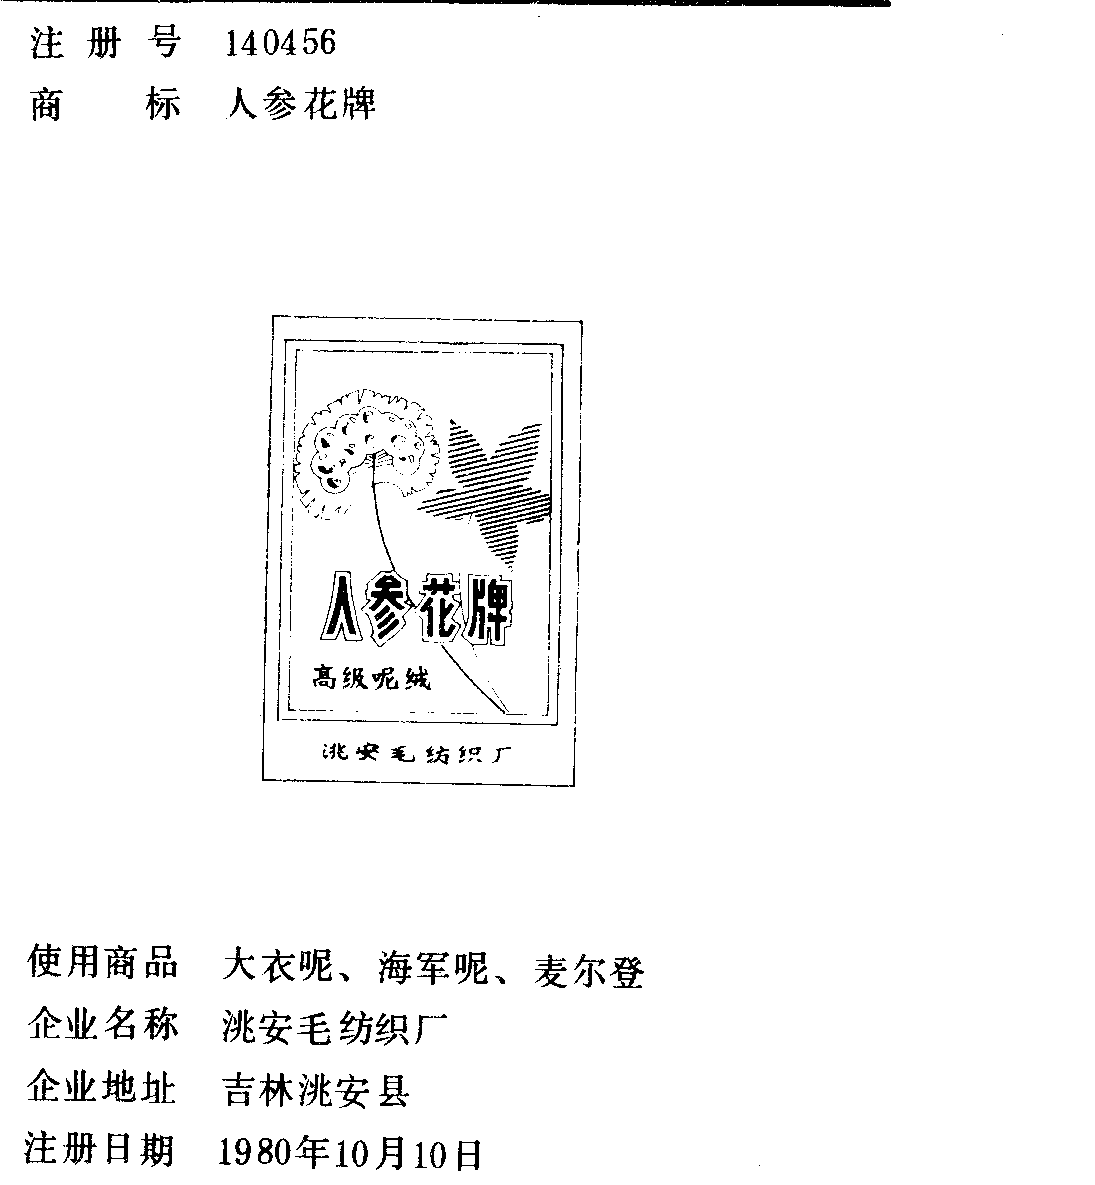 注册号 140456
商标 人参花牌
人参花牌
高级呢绒
洮安毛纺织厂
使用商品 大衣呢、海军呢、麦尔登
企业名称 洮安毛纺织厂
企业地址 吉林洮安县
注册日期 1980年10月10日